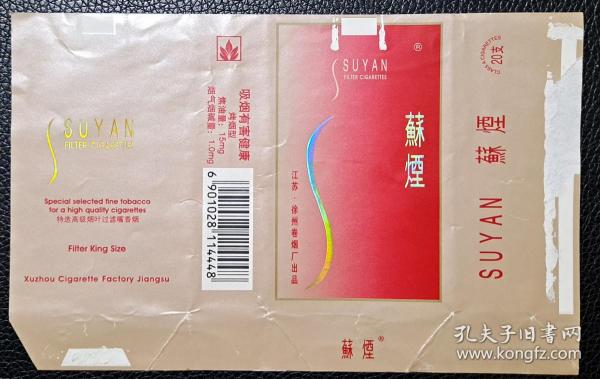 SUYAN
FILTER CIGARETTES
Special selected fine tobacco
for a high quality cigarettes
特选高级烟叶过滤嘴香烟
Filter King Size
Xuzhou Cigarette Factory Jiangsu
吸烟有害健康
烤烟型
焦油量：15mg
烟气烟碱量：1.0mg
6 901028 114448
SUYAN
FILTER CIGARETTES
®
蘇煙
江苏·徐州卷烟厂出品
蘇煙®
CLASS A CIGARETTES
20支
SUYAN 蘇煙
孔夫子旧书网
www.kongfz.com